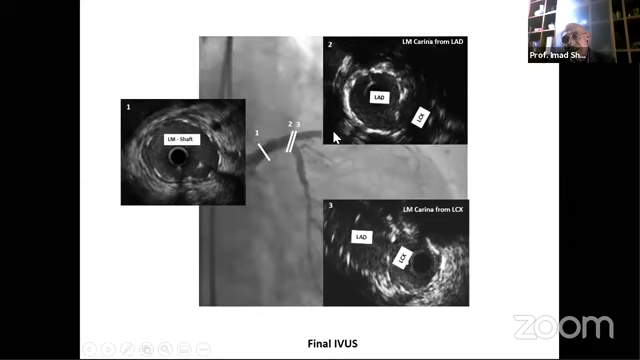 Prof. Imad Sh...
2
LM Carina from LAD
LAD
LCX
1
LM - Shaft
1
2 3
3
LM Carina from LCX
LAD
LCX
Final IVUS
zoom